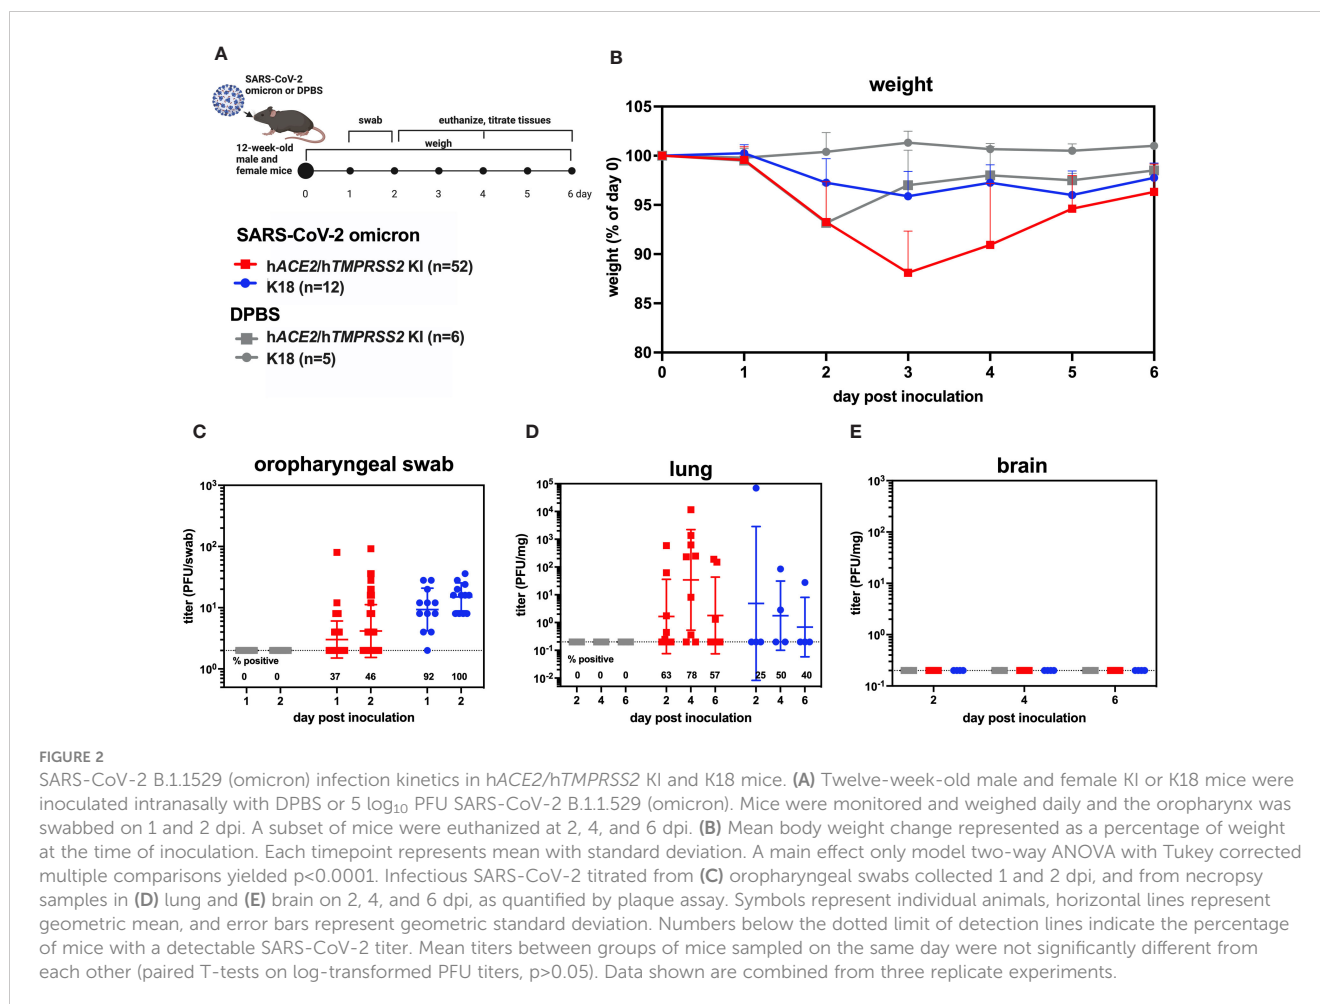 A
SARS-CoV-2
omicron or DPBS
swab
euthanize, titrate tissues
weigh
12-week-old
male and
female mice
0 1 2 3 4 5 6 day
SARS-CoV-2 omicron
hACE2/hTMPRSS2 KI (n=52)
K18 (n=12)
DPBS
hACE2/hTMPRSS2 KI (n=6)
K18 (n=5)
B
weight
weight (% of day 0)
105
100
95
90
85
80
0 1 2 3 4 5 6
day post inoculation
C
oropharyngeal swab
titer (PFU/swab)
10³
10²
10¹
10⁰
% positive
0 0 37 46 92 100
1 2 1 2 1 2
day post inoculation
D
lung
titer (PFU/mg)
10⁵
10⁴
10³
10²
10¹
10⁰
10⁻¹
10⁻²
% positive
0 0 0 63 78 57 25 50 40
2 4 6 2 4 6 2 4 6
day post inoculation
E
brain
titer (PFU/mg)
10³
10²
10¹
10⁰
10⁻¹
2 4 6
day post inoculation
FIGURE 2
SARS-CoV-2 B.1.1529 (omicron) infection kinetics in hACE2/hTMPRSS2 KI and K18 mice. (A) Twelve-week-old male and female KI or K18 mice were
inoculated intranasally with DPBS or 5 log₁₀ PFU SARS-CoV-2 B.1.1.529 (omicron). Mice were monitored and weighed daily and the oropharynx was
swabbed on 1 and 2 dpi. A subset of mice were euthanized at 2, 4, and 6 dpi. (B) Mean body weight change represented as a percentage of weight
at the time of inoculation. Each timepoint represents mean with standard deviation. A main effect only model two-way ANOVA with Tukey corrected
multiple comparisons yielded p<0.0001. Infectious SARS-CoV-2 titrated from (C) oropharyngeal swabs collected 1 and 2 dpi, and from necropsy
samples in (D) lung and (E) brain on 2, 4, and 6 dpi, as quantified by plaque assay. Symbols represent individual animals, horizontal lines represent
geometric mean, and error bars represent geometric standard deviation. Numbers below the dotted limit of detection lines indicate the percentage
of mice with a detectable SARS-CoV-2 titer. Mean titers between groups of mice sampled on the same day were not significantly different from
each other (paired T-tests on log-transformed PFU titers, p>0.05). Data shown are combined from three replicate experiments.